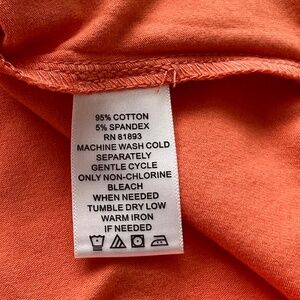 95% COTTON
5% SPANDEX
RN 81893
MACHINE WASH COLD
SEPARATELY
GENTLE CYCLE
ONLY NON-CHLORINE
BLEACH
WHEN NEEDED
TUMBLE DRY LOW
WARM IRON
IF NEEDED